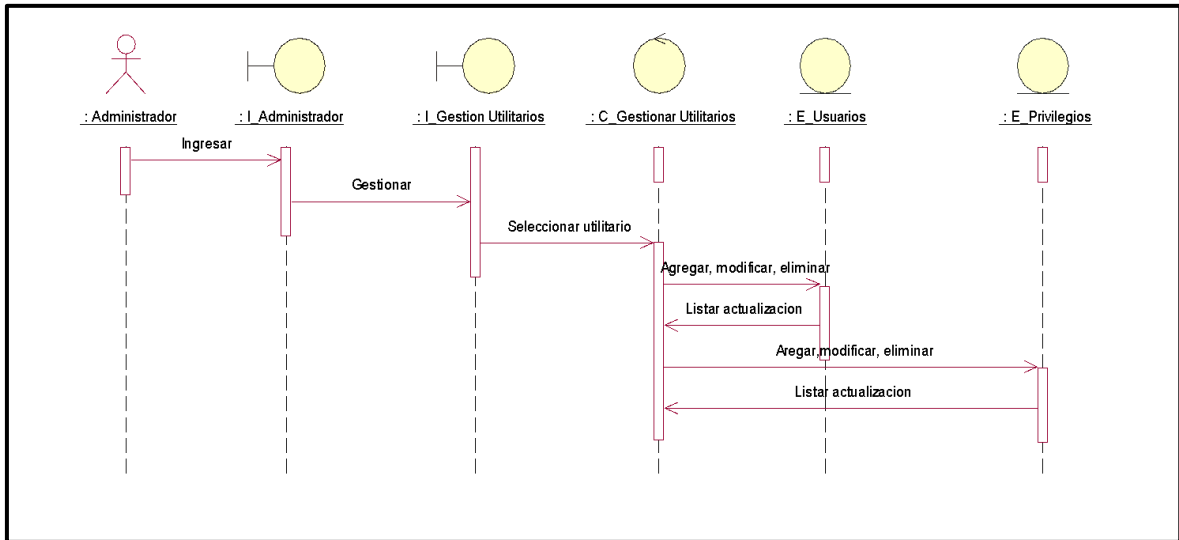 : Administrador
: I_Administrador
: I_Gestion Utilitarios
: C_Gestionar Utilitarios
: E_Usuarios
: E_Privilegios
Ingresar
Gestionar
Seleccionar utilitario
Agregar, modificar, eliminar
Listar actualizacion
Aregar,modificar, eliminar
Listar actualizacion